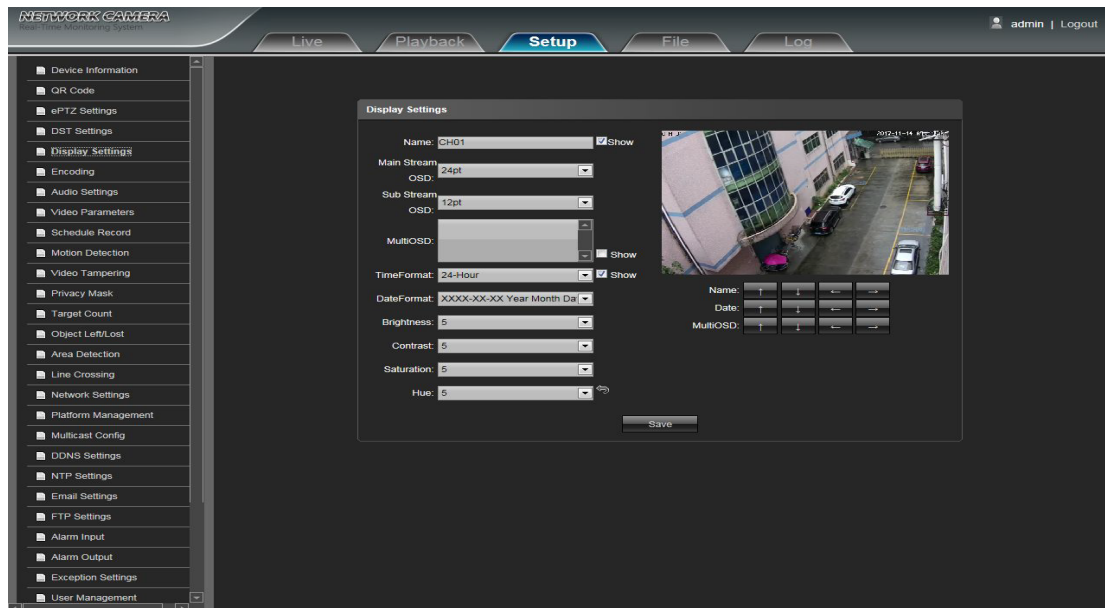 NETWORK CAMERA
Real-Time Monitoring System
Live
Playback
Setup
File
Log
admin | Logout
Device Information
QR Code
ePTZ Settings
DST Settings
Display Settings
Encoding
Audio Settings
Video Parameters
Schedule Record
Motion Detection
Video Tampering
Privacy Mask
Target Count
Object Left/Lost
Area Detection
Line Crossing
Network Settings
Platform Management
Multicast Config
DDNS Settings
NTP Settings
Email Settings
FTP Settings
Alarm Input
Alarm Output
Exception Settings
User Management
Display Settings
Name: CH01 Show
Main Stream
OSD: 24pt
Sub Stream
OSD: 12pt
MultiOSD: Show
TimeFormat: 24-Hour Show
DateFormat: XXXX-XX-XX Year Month Da
Brightness: 5
Contrast: 5
Saturation: 5
Hue: 5
2017-11-14
Name: ↑ ↓ ← →
Date: ↑ ↓ ← →
MultiOSD: ↑ ↓ ← →
Save